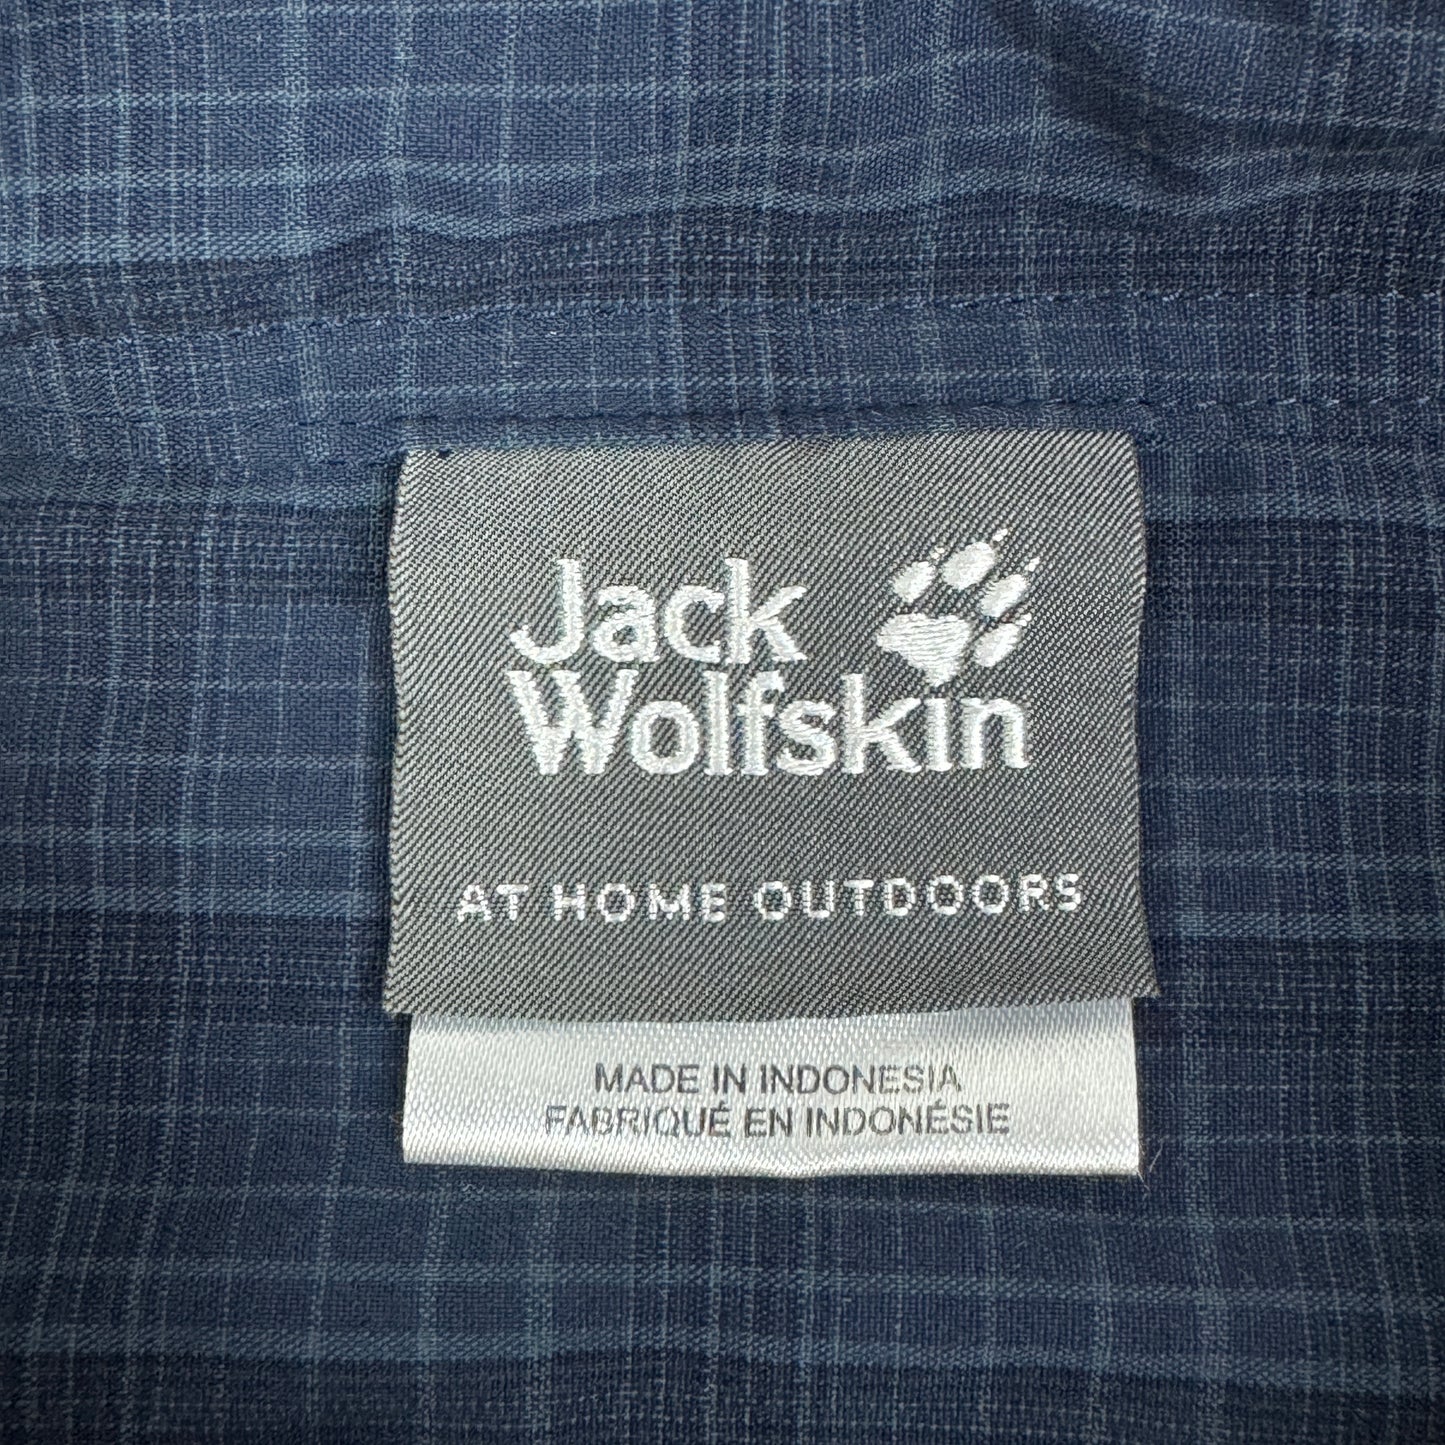 Jack
Wolfskin
AT HOME OUTDOORS
MADE IN INDONESIA
FABRIQUÉ EN INDONÉSIE